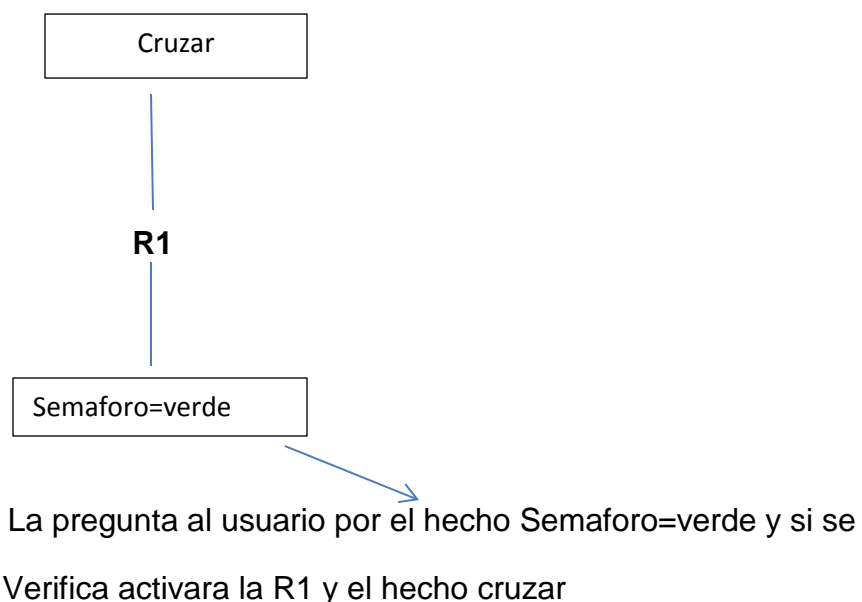 Cruzar
R1
Semaforo=verde
La pregunta al usuario por el hecho Semaforo=verde y si se
Verifica activara la R1 y el hecho cruzar